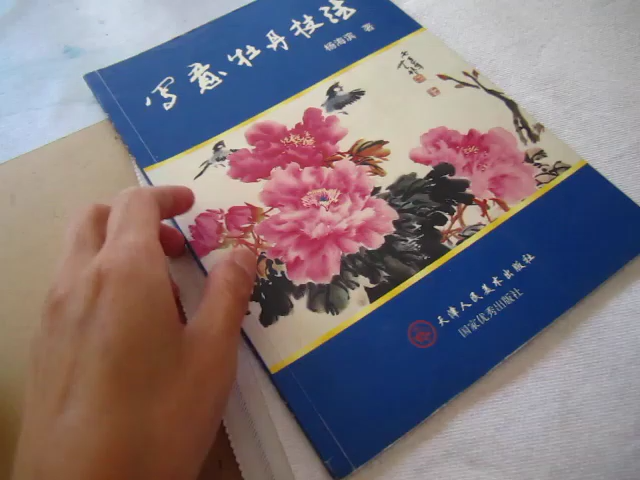 写意牡丹技法
杨海滨 著
天津人民美术出版社
国家优秀出版社